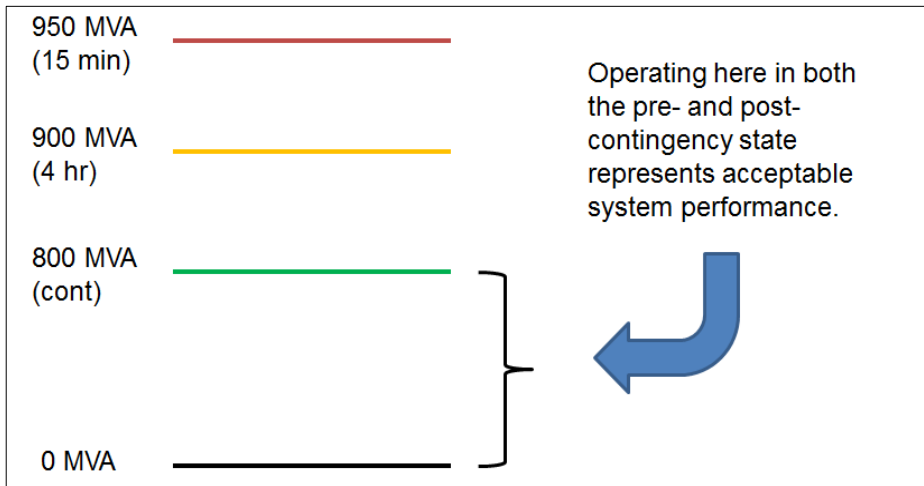 950 MVA
(15 min)
900 MVA
(4 hr)
800 MVA
(cont)
0 MVA
Operating here in both
the pre- and post-
contingency state
represents acceptable
system performance.